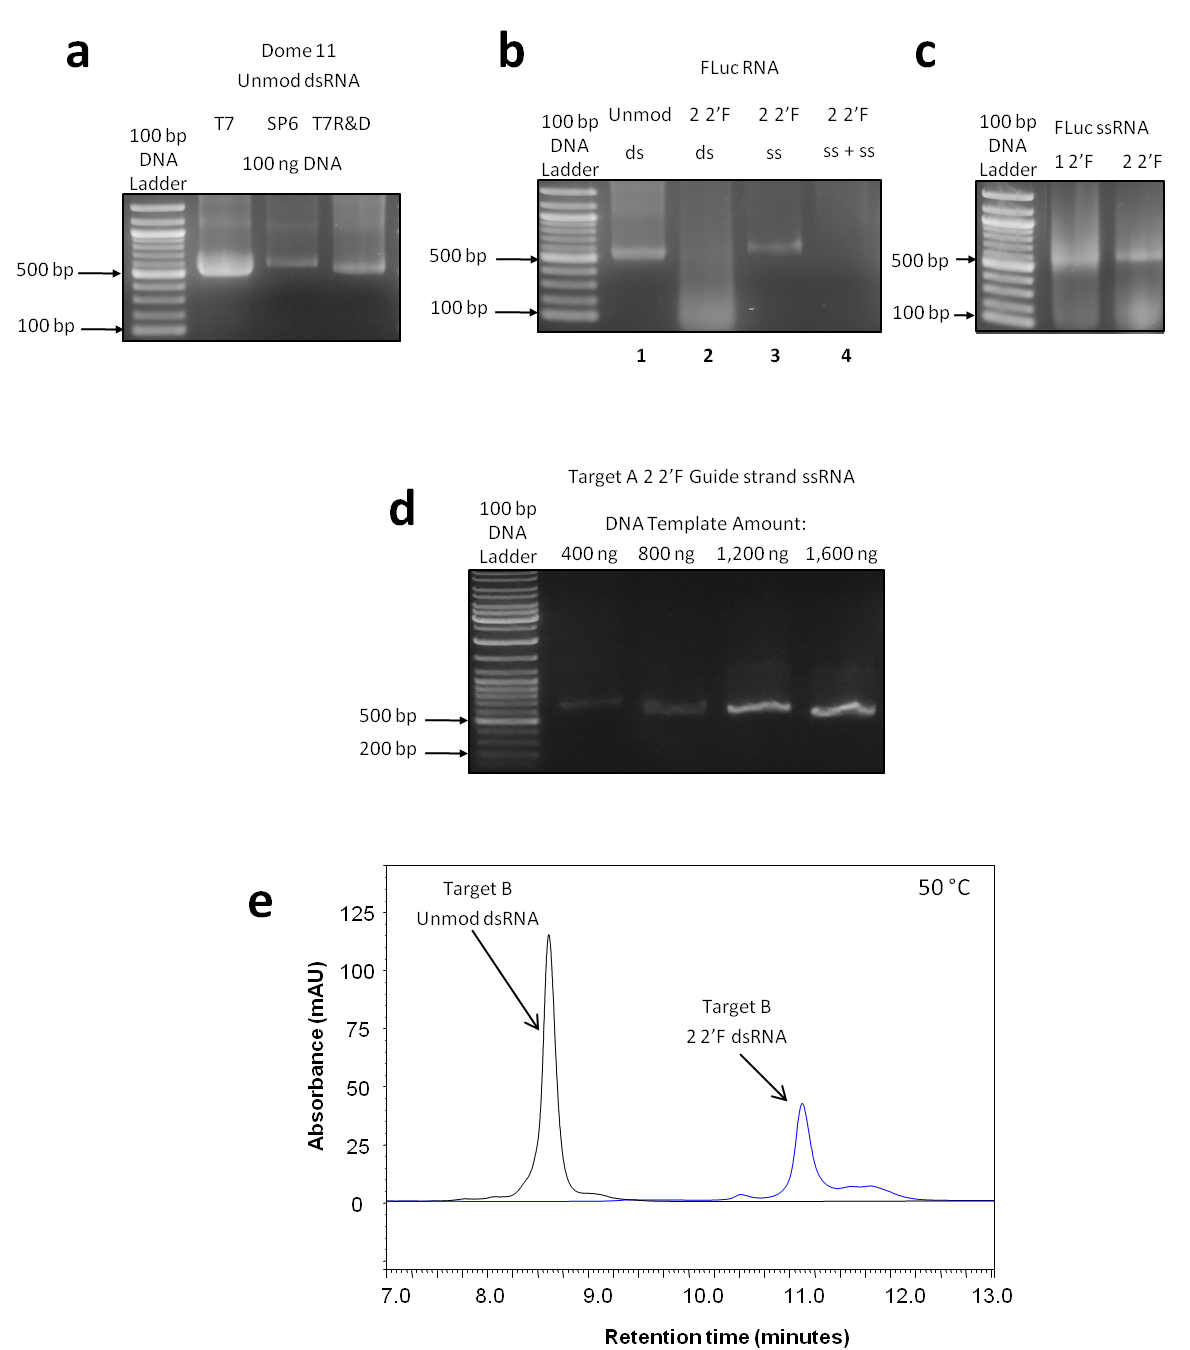 a
Dome 11
Unmod dsRNA
T7 SP6 T7R&D
100 bp
DNA
Ladder
100 ng DNA
500 bp
100 bp
b
FLuc RNA
Unmod 2 2'F 2 2'F 2 2'F
100 bp
DNA
Ladder
ds ds ss ss + ss
500 bp
100 bp
1 2 3 4
c
100 bp
DNA
Ladder
FLuc ssRNA
1 2'F 2 2'F
500 bp
100 bp
d
Target A 2 2'F Guide strand ssRNA
100 bp
DNA
Ladder
DNA Template Amount:
400 ng 800 ng 1,200 ng 1,600 ng
500 bp
200 bp
e
50 °C
Target B
Unmod dsRNA
Target B
2 2'F dsRNA
Absorbance (mAU)
125
100
75
50
25
0
7.0 8.0 9.0 10.0 11.0 12.0 13.0
Retention time (minutes)